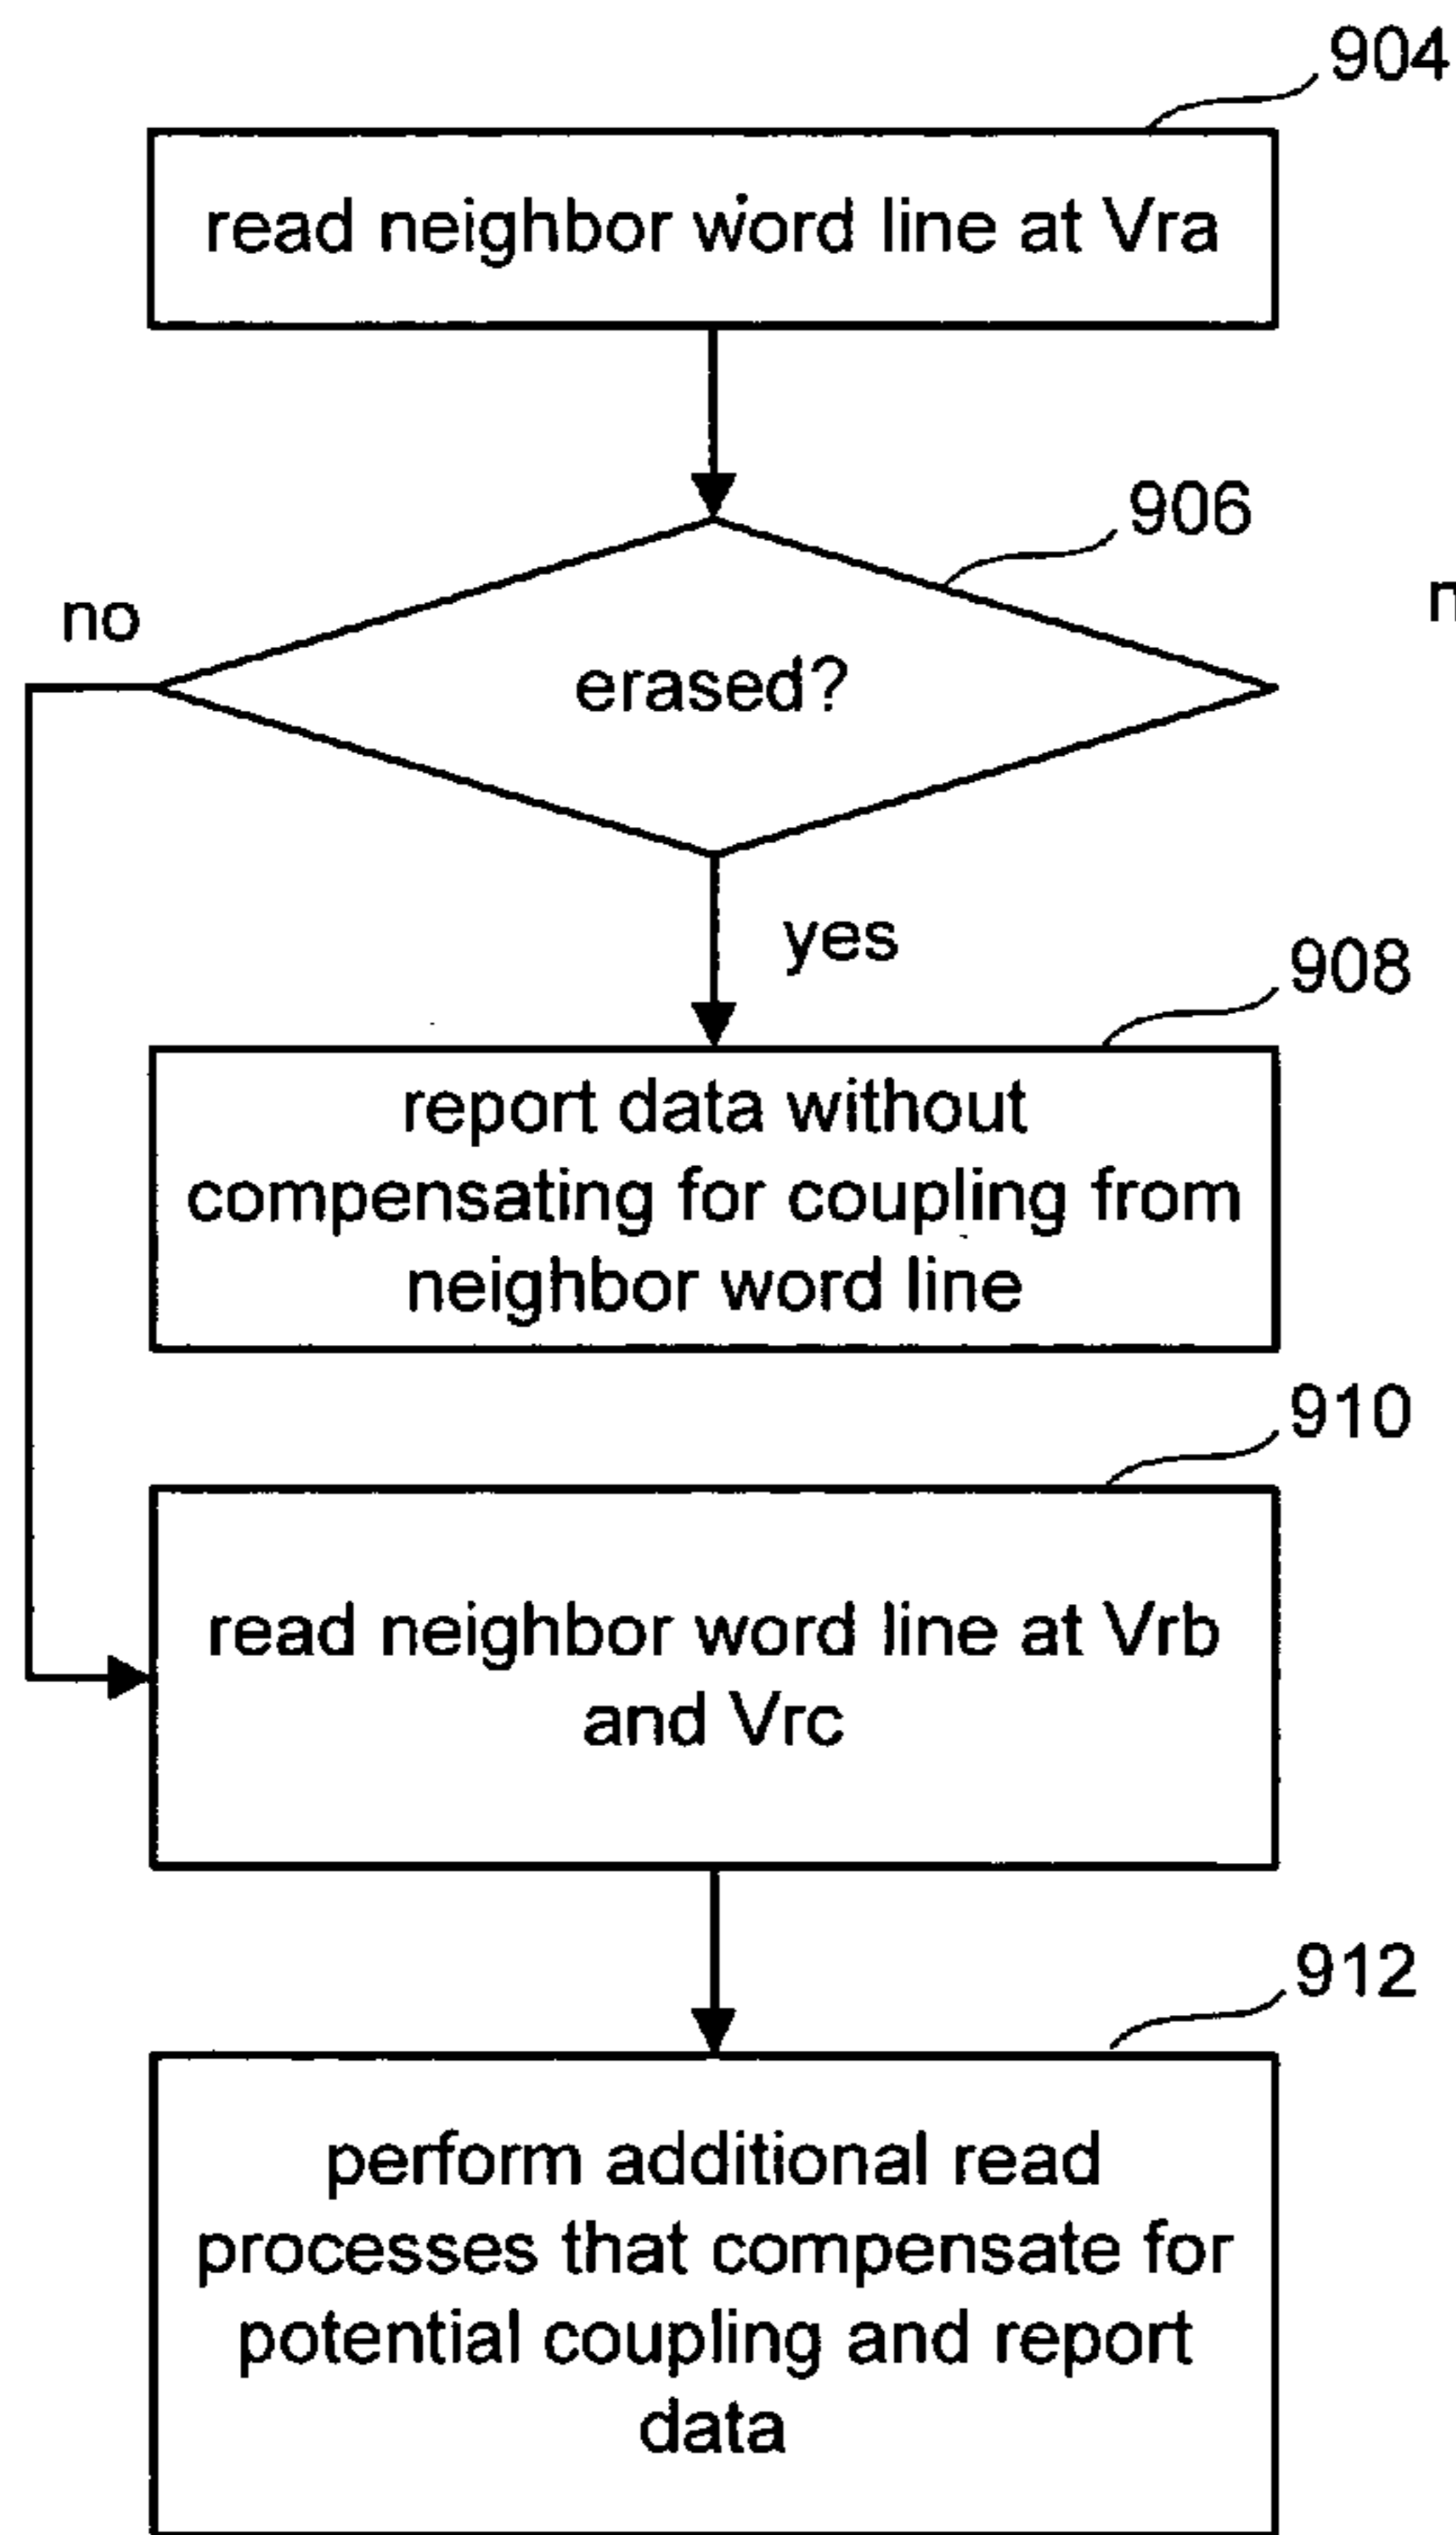 904
read neighbor word line at Vra
906
no
erased?
yes
908
report data without
compensating for coupling from
neighbor word line
910
read neighbor word line at Vrb
and Vrc
912
perform additional read
processes that compensate for
potential coupling and report
data